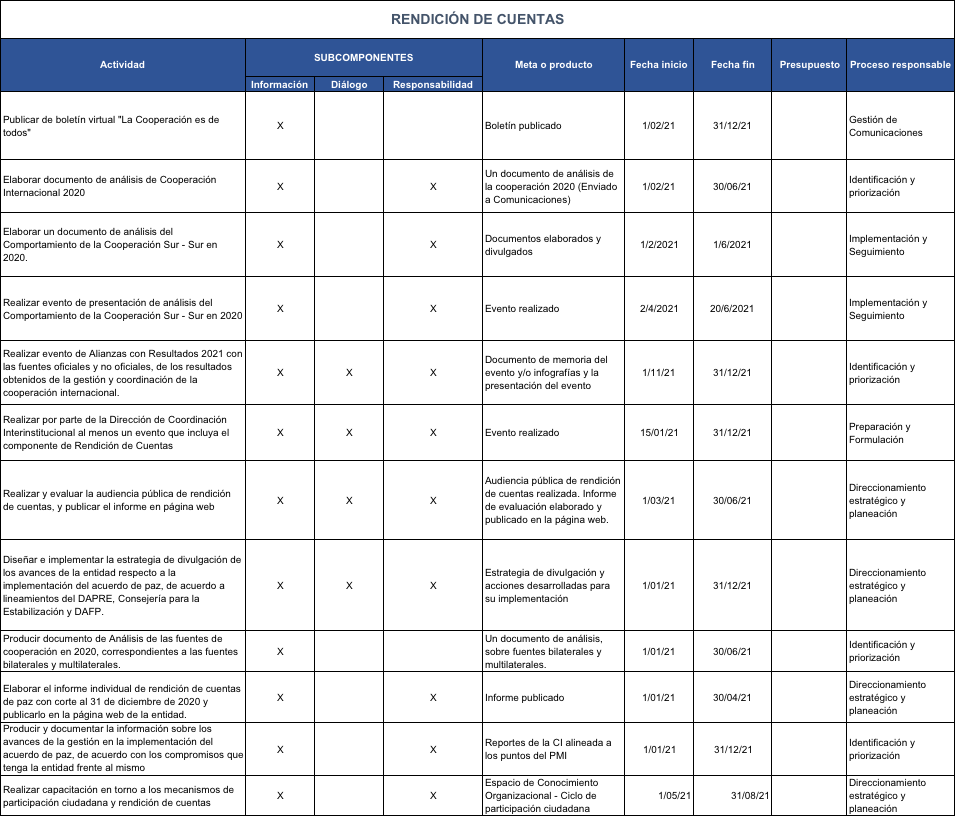 RENDICIÓN DE CUENTAS
Actividad
SUBCOMPONENTES
Meta o producto
Fecha inicio
Fecha fin
Presupuesto
Proceso responsable
Información
Diálogo
Responsabilidad
Publicar de boletín virtual "La Cooperación es de
todos"
X
Boletín publicado
1/02/21
31/12/21
Gestión de
Comunicaciones
Elaborar documento de análisis de Cooperación
Internacional 2020
X
X
Un documento de análisis de
la cooperación 2020 (Enviado
a Comunicaciones)
1/02/21
30/06/21
Identificación y
priorización
Elaborar un documento de análisis del
Comportamiento de la Cooperación Sur - Sur en
2020.
X
X
Documentos elaborados y
divulgados
1/2/2021
1/6/2021
Implementación y
Seguimiento
Realizar evento de presentación de análisis del
Comportamiento de la Cooperación Sur - Sur en 2020
X
X
Evento realizado
2/4/2021
20/6/2021
Implementación y
Seguimiento
Realizar evento de Alianzas con Resultados 2021 con
las fuentes oficiales y no oficiales, de los resultados
obtenidos de la gestión y coordinación de la
cooperación internacional.
X
X
X
Documento de memoria del
evento y/o infografías y la
presentación del evento
1/11/21
31/12/21
Identificación y
priorización
Realizar por parte de la Dirección de Coordinación
Interinstitucional al menos un evento que incluya el
componente de Rendición de Cuentas
X
X
X
Evento realizado
15/01/21
31/12/21
Preparación y
Formulación
Realizar y evaluar la audiencia pública de rendición
de cuentas, y publicar el informe en página web
X
X
X
Audiencia pública de rendición
de cuentas realizada. Informe
de evaluación elaborado y
publicado en la página web.
1/03/21
30/06/21
Direccionamiento
estratégico y
planeación
Diseñar e implementar la estrategia de divulgación de
los avances de la entidad respecto a la
implementación del acuerdo de paz, de acuerdo a
lineamientos del DAPRE, Consejería para la
Estabilización y DAFP.
X
X
X
Estrategia de divulgación y
acciones desarrolladas para
su implementación
1/01/21
31/12/21
Direccionamiento
estratégico y
planeación
Producir documento de Análisis de las fuentes de
cooperación en 2020, correspondientes a las fuentes
bilaterales y multilaterales.
X
Un documento de análisis,
sobre fuentes bilaterales y
multilaterales.
1/01/21
30/06/21
Identificación y
priorización
Elaborar el informe individual de rendición de cuentas
de paz con corte al 31 de diciembre de 2020 y
publicarlo en la página web de la entidad.
X
X
Informe publicado
1/01/21
30/04/21
Direccionamiento
estratégico y
planeación
Producir y documentar la información sobre los
avances de la gestión en la implementación del
acuerdo de paz, de acuerdo con los compromisos que
tenga la entidad frente al mismo
X
X
Reportes de la CI alineada a
los puntos del PMI
1/01/21
31/12/21
Identificación y
priorización
Realizar capacitación en torno a los mecanismos de
participación ciudadana y rendición de cuentas
X
X
Espacio de Conocimiento
Organizacional - Ciclo de
participación ciudadana
1/05/21
31/08/21
Direccionamiento
estratégico y
planeación